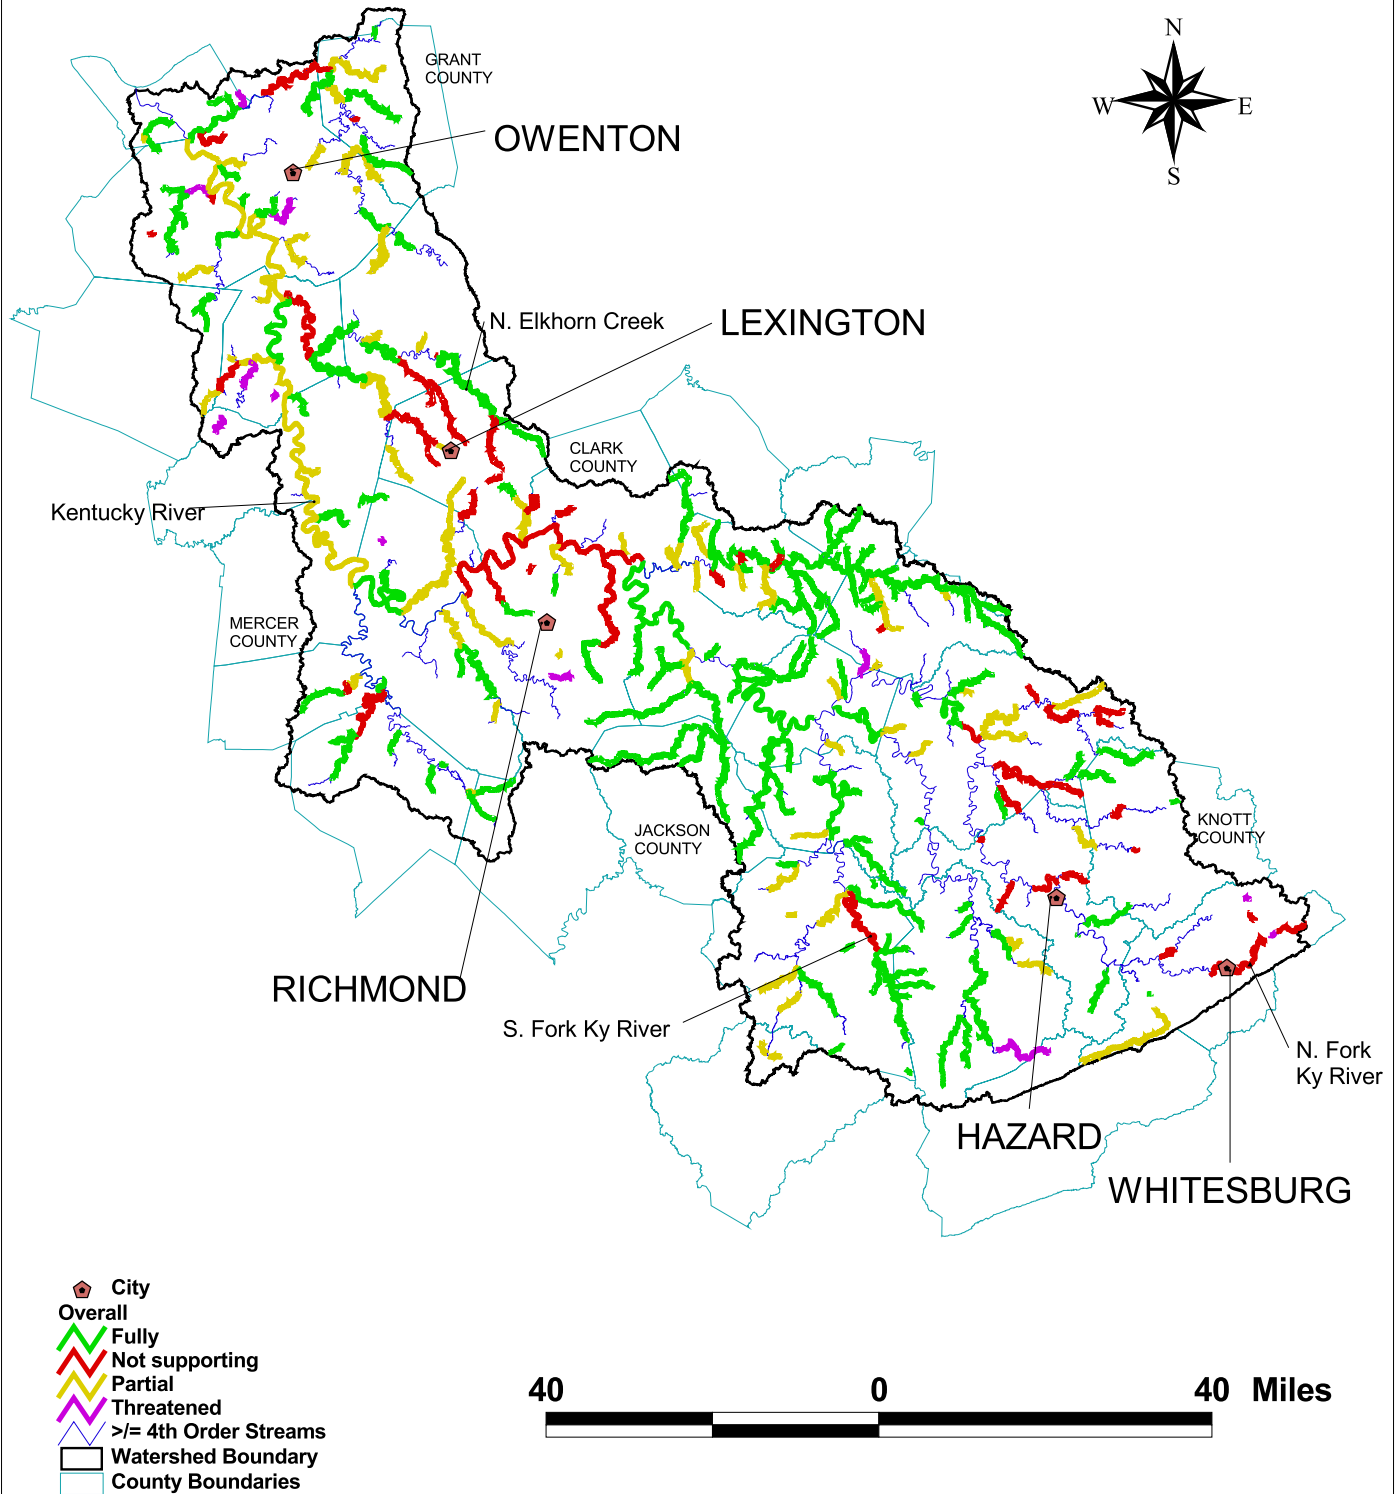 N
W E
S
GRANT
COUNTY
OWENTON
N. Elkhorn Creek
LEXINGTON
CLARK
COUNTY
Kentucky River
MERCER
COUNTY
JACKSON
COUNTY
KNOTT
COUNTY
RICHMOND
S. Fork Ky River
N. Fork
Ky River
HAZARD
WHITESBURG
City
Overall
Fully
Not supporting
Partial
Threatened
>/= 4th Order Streams
Watershed Boundary
County Boundaries
40 0 40 Miles